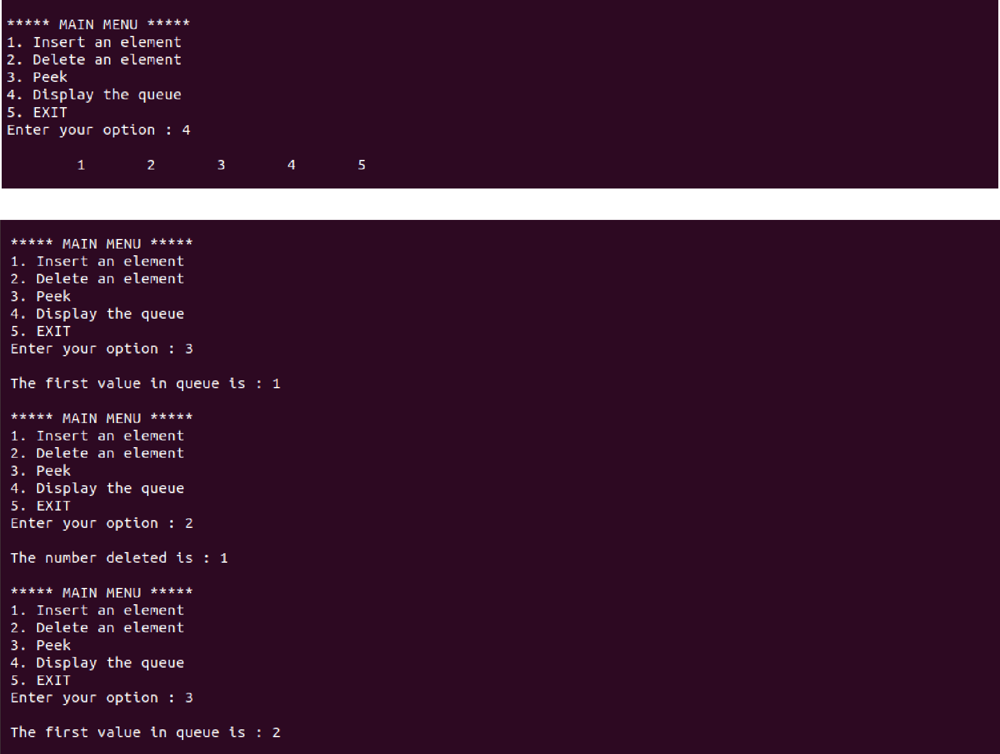 ***** MAIN MENU *****
1. Insert an element
2. Delete an element
3. Peek
4. Display the queue
5. EXIT
Enter your option : 4
1 2 3 4 5
***** MAIN MENU *****
1. Insert an element
2. Delete an element
3. Peek
4. Display the queue
5. EXIT
Enter your option : 3
The first value in queue is : 1
***** MAIN MENU *****
1. Insert an element
2. Delete an element
3. Peek
4. Display the queue
5. EXIT
Enter your option : 2
The number deleted is : 1
***** MAIN MENU *****
1. Insert an element
2. Delete an element
3. Peek
4. Display the queue
5. EXIT
Enter your option : 3
The first value in queue is : 2